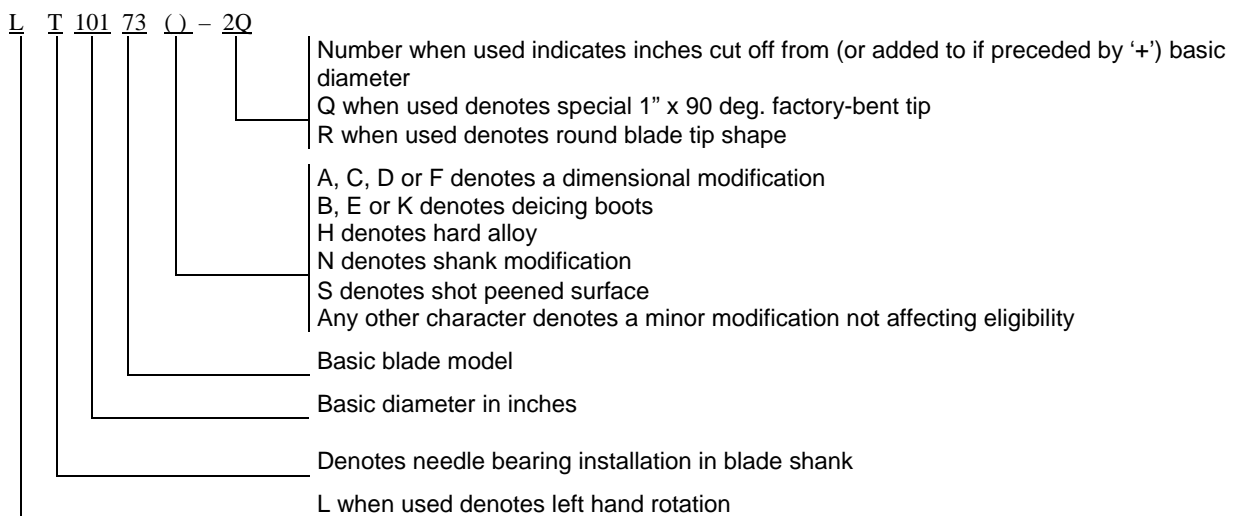 L T 101 73 ( ) – 2Q
Number when used indicates inches cut off from (or added to if preceded by ‘+’) basic
diameter
Q when used denotes special 1” x 90 deg. factory-bent tip
R when used denotes round blade tip shape
A, C, D or F denotes a dimensional modification
B, E or K denotes deicing boots
H denotes hard alloy
N denotes shank modification
S denotes shot peened surface
Any other character denotes a minor modification not affecting eligibility
Basic blade model
Basic diameter in inches
Denotes needle bearing installation in blade shank
L when used denotes left hand rotation